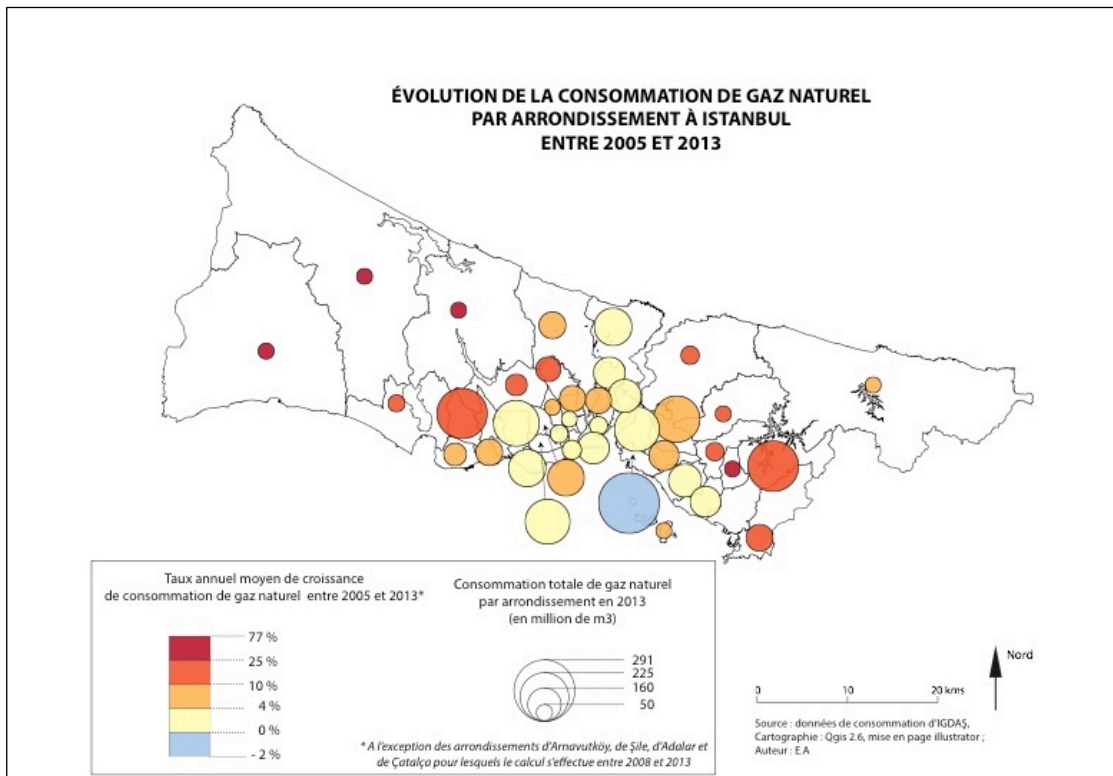 ÉVOLUTION DE LA CONSOMMATION DE GAZ NATUREL
PAR ARRONDISSEMENT À ISTANBUL
ENTRE 2005 ET 2013
Taux annuel moyen de croissance
de consommation de gaz naturel entre 2005 et 2013*
77 %
25 %
10 %
4 %
0 %
- 2 %
Consommation totale de gaz naturel
par arrondissement en 2013
(en million de m3)
291
225
160
50
* A l'exception des arrondissements d'Arnavutköy, de Şile, d'Adalar et
de Çatalça pour lesquels le calcul s'effectue entre 2008 et 2013
Nord
0 10 20 kms
Source : données de consommation d'IGDAŞ,
Cartographie : Qgis 2.6, mise en page illustrator ;
Auteur : E.A